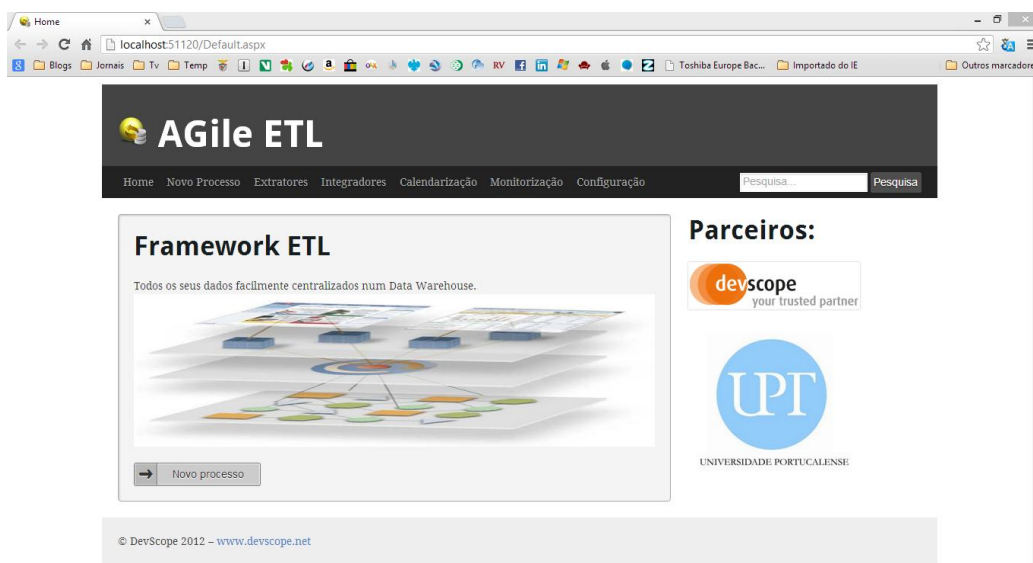 Home
localhost:51120/Default.aspx
Blogs Jornais Tv Temp RV Toshiba Europe Bac... Importado do IE Outros marcadore
AGile ETL
Home Novo Processo Extratores Integradores Calendarização Monitorização Configuração Pesquisa... Pesquisa
Framework ETL
Todos os seus dados facilmente centralizados num Data Warehouse.
Novo processo
Parceiros:
devscope
your trusted partner
UPT
UNIVERSIDADE PORTUCALENSE
© DevScope 2012 – www.devscope.net